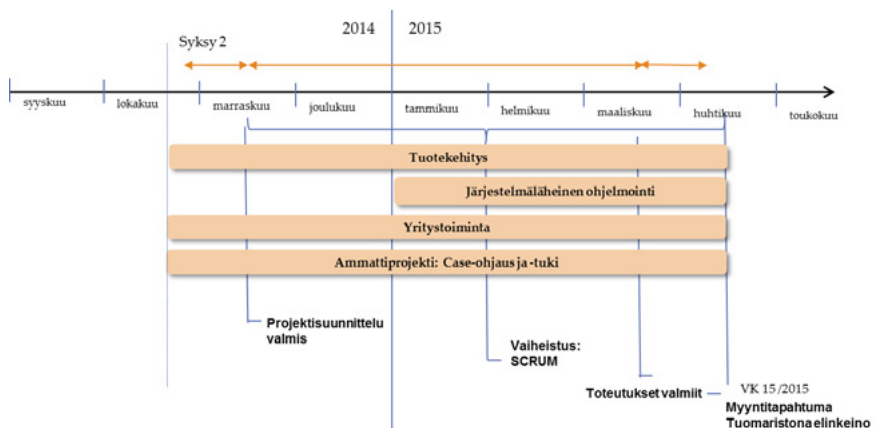 2014 2015
Syksy 2
syyskuu lokakuu marraskuu joulukuu tammikuu helmikuu maaliskuu huhtikuu toukokuu
Tuotekehitys
Järjestelmäläheinen ohjelmointi
Yritystoiminta
Ammattiprojekti: Case-ohjaus ja -tuki
Projektisuunnittelu
valmis
Vaiheistus:
SCRUM
Toteutukset valmiit
VK 15/2015
Myyntitapahtuma
Tuomaristona elinkeino